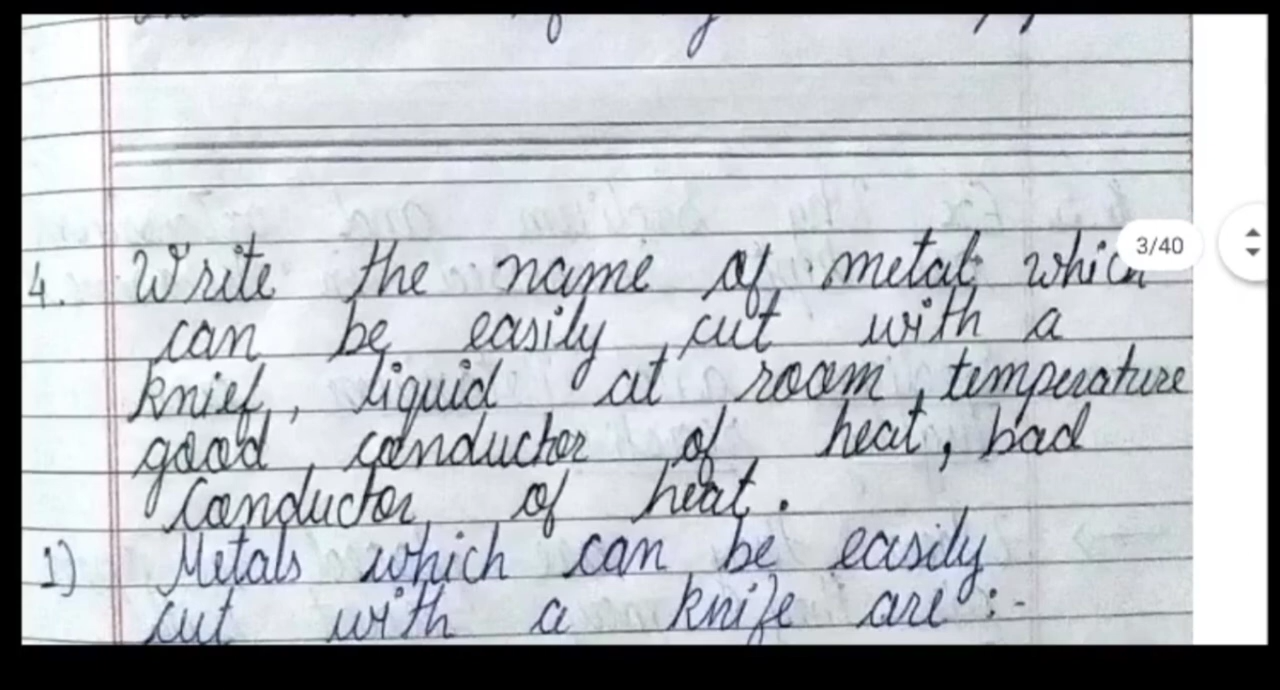 4. Write the name of metal which
can be easily cut with a
knief, liquid at room temperature
good conductor of heat, bad
conductor of heat.
1) Metals which can be easily
cut with a knife are :-
3/40